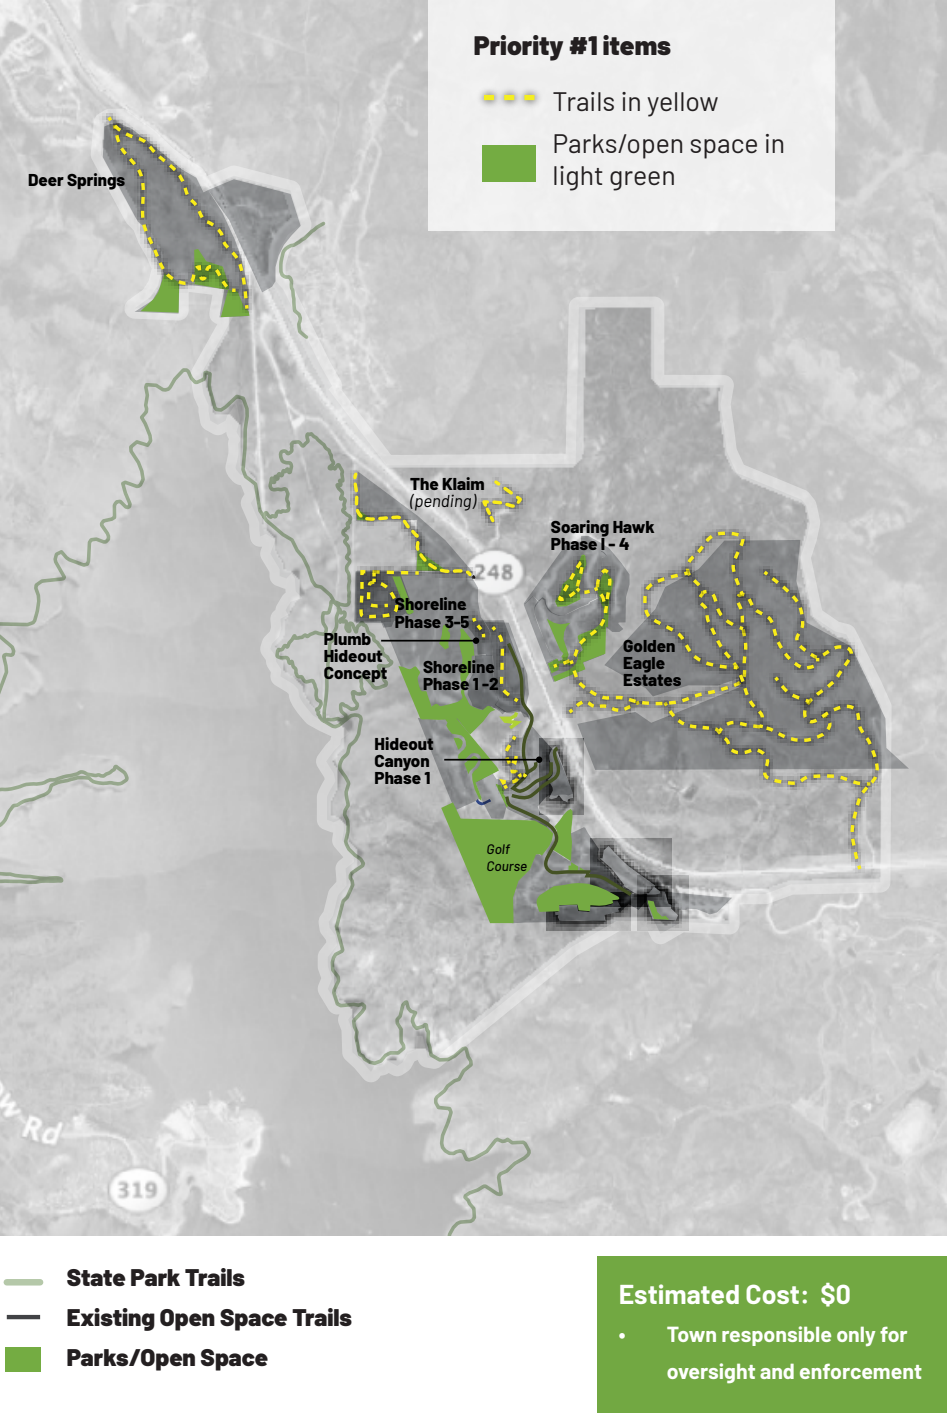 Priority #1 items
Trails in yellow
Parks/open space in
light green
Deer Springs
The Klaim
(pending)
Soaring Hawk
Phase I - 4
248
Shoreline
Phase 3-5
Plumb
Hideout
Concept
Golden
Eagle
Estates
Shoreline
Phase 1 -2
Hideout
Canyon
Phase 1
Golf
Course
Rd
319
State Park Trails
Existing Open Space Trails
Parks/Open Space
Estimated Cost: $0
• Town responsible only for
oversight and enforcement